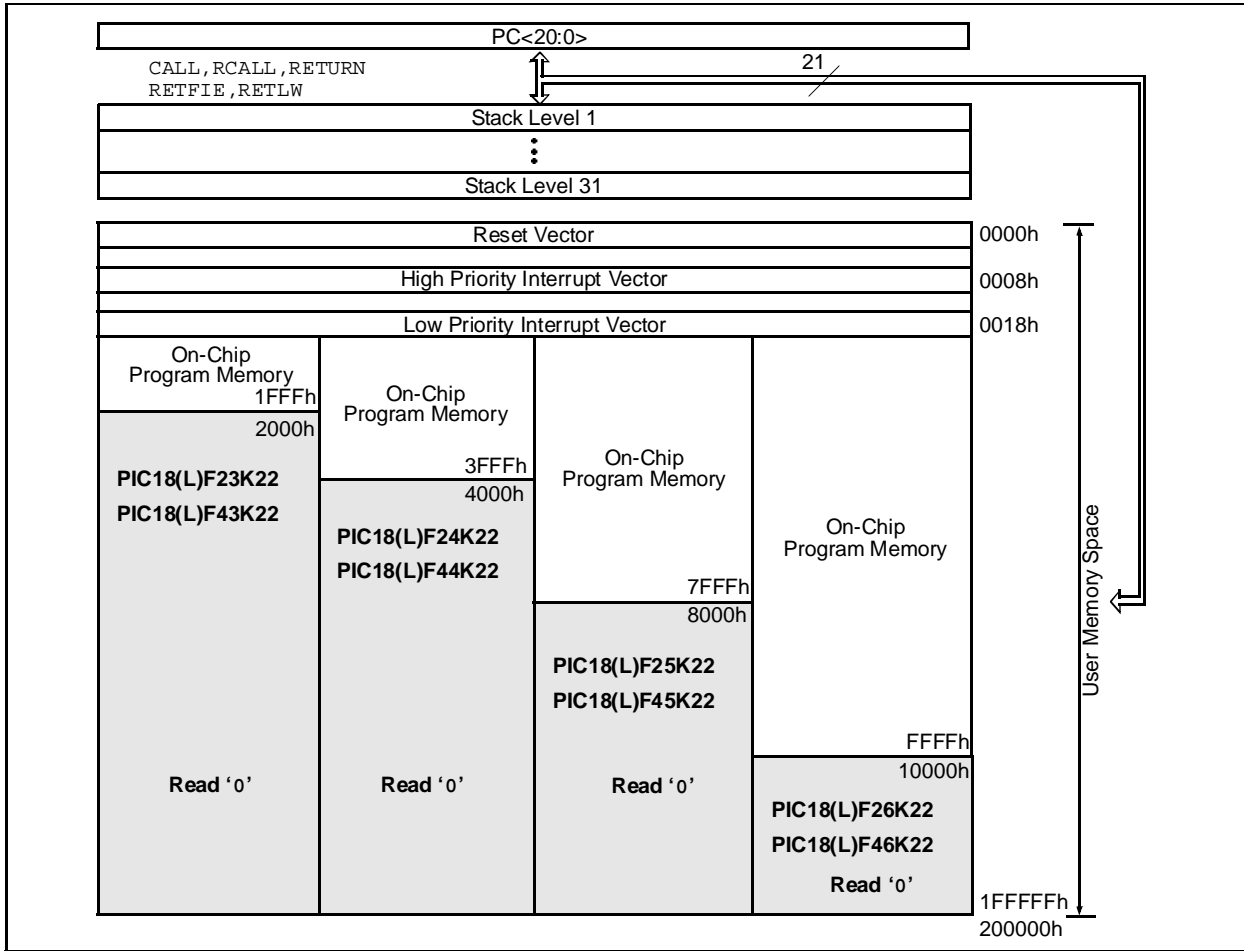 PC<20:0>
CALL,RCALL,RETURN
RETFIE,RETLW
21
Stack Level 1
Stack Level 31
Reset Vector
0000h
High Priority Interrupt Vector
0008h
Low Priority Interrupt Vector
0018h
On-Chip
Program Memory
1FFFh
2000h
PIC18(L)F23K22
PIC18(L)F43K22
Read ‘0’
On-Chip
Program Memory
3FFFh
4000h
PIC18(L)F24K22
PIC18(L)F44K22
Read ‘0’
On-Chip
Program Memory
7FFFh
8000h
PIC18(L)F25K22
PIC18(L)F45K22
Read ‘0’
On-Chip
Program Memory
FFFFh
10000h
PIC18(L)F26K22
PIC18(L)F46K22
Read ‘0’
1FFFFFh
200000h
User Memory Space